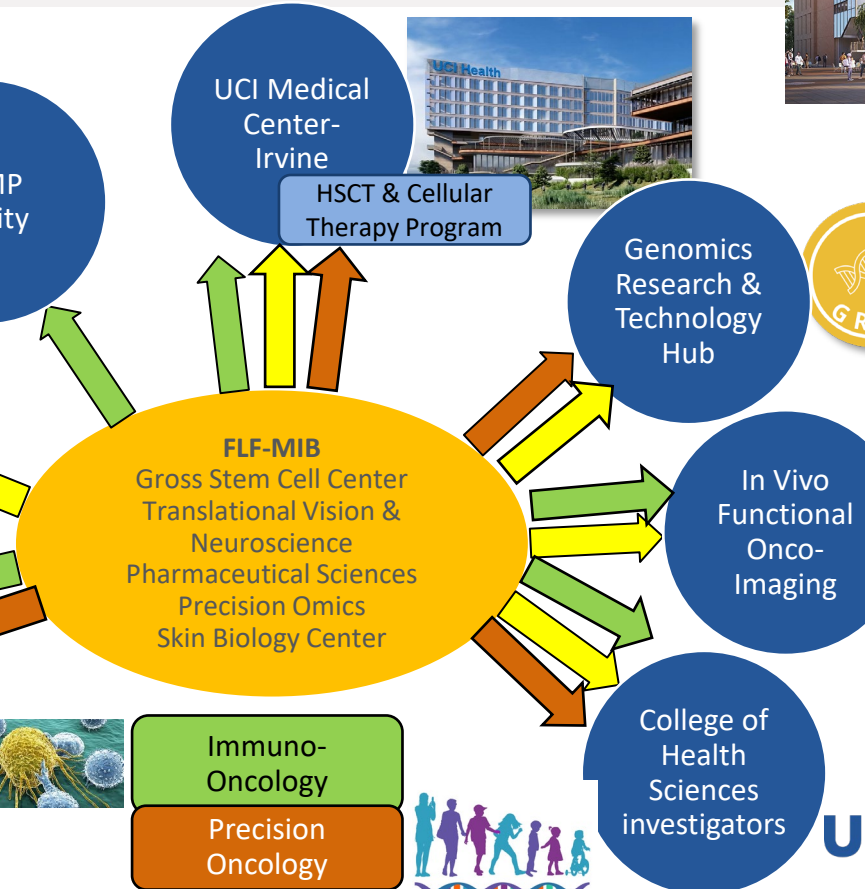 UCI Medical
Center-
Irvine
UCI Health
HSCT & Cellular
Therapy Program
Genomics
Research &
Technology
Hub
FLF-MIB
Gross Stem Cell Center
Translational Vision &
Neuroscience
Pharmaceutical Sciences
Precision Omics
Skin Biology Center
In Vivo
Functional
Onco-
Imaging
College of
Health
Sciences
investigators
Immuno-
Oncology
Precision
Oncology